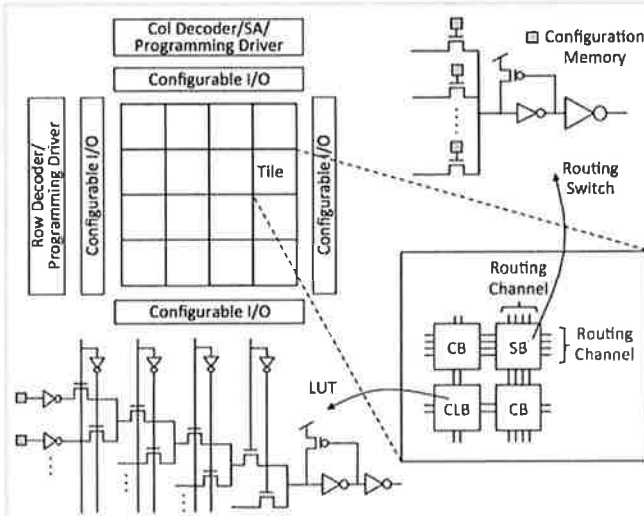 Col Decoder/SA/
Programming Driver
Configurable I/O
Row Decoder/
Programming Driver
Configurable I/O
Tile
Configurable I/O
Configurable I/O
Configuration
Memory
Routing
Switch
Routing
Channel
CB
SB
Routing
Channel
CLB
CB
LUT